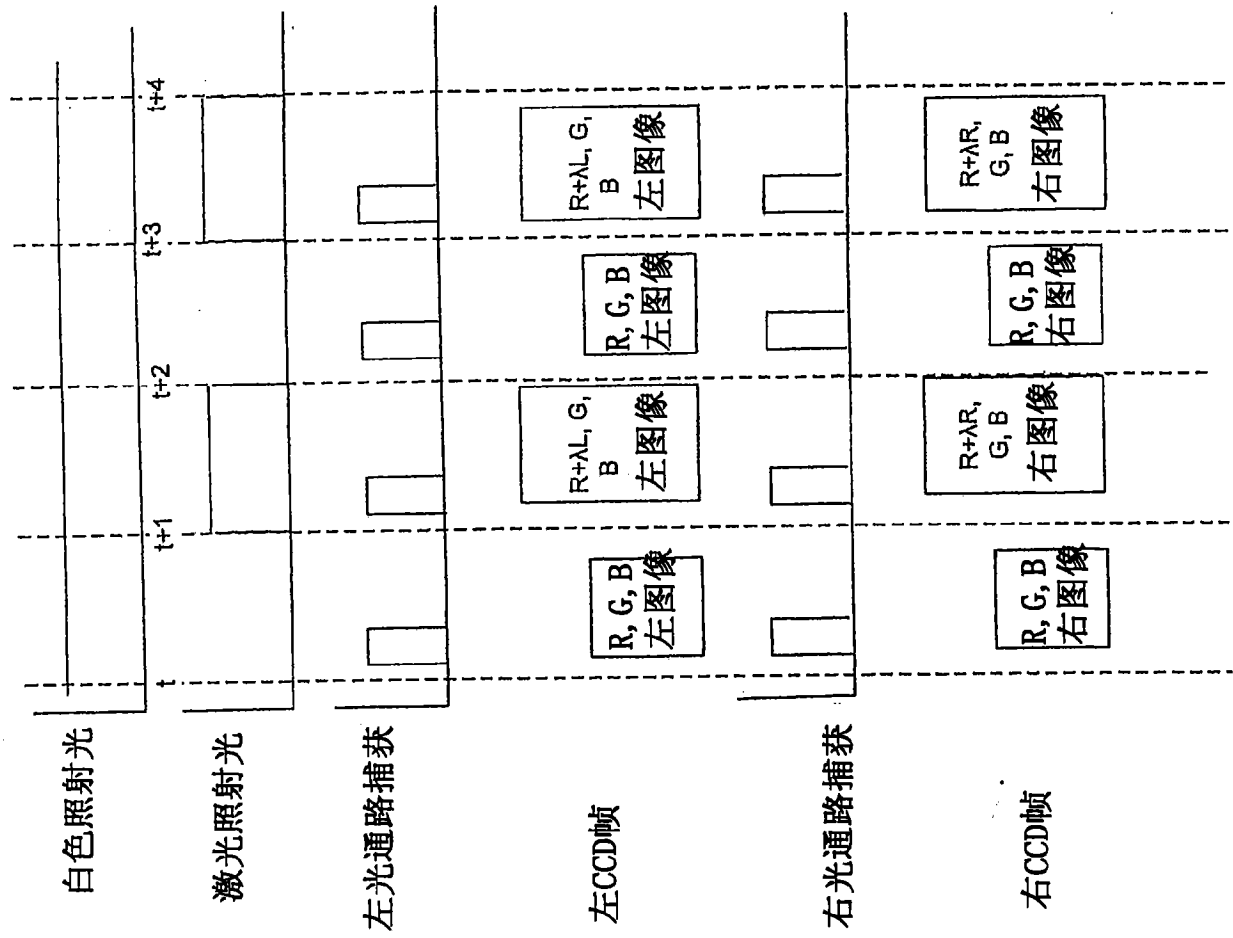 白色照射光
t
t+1
t+2
t+3
t+4
激光照射光
左光通路捕获
左CCD帧
R, G, B
左图像
R+λL, G,
B
左图像
R, G, B
左图像
R+λL, G,
B
左图像
右光通路捕获
右CCD帧
R, G, B
右图像
R+λR,
G, B
右图像
R, G, B
右图像
R+λR,
G, B
右图像